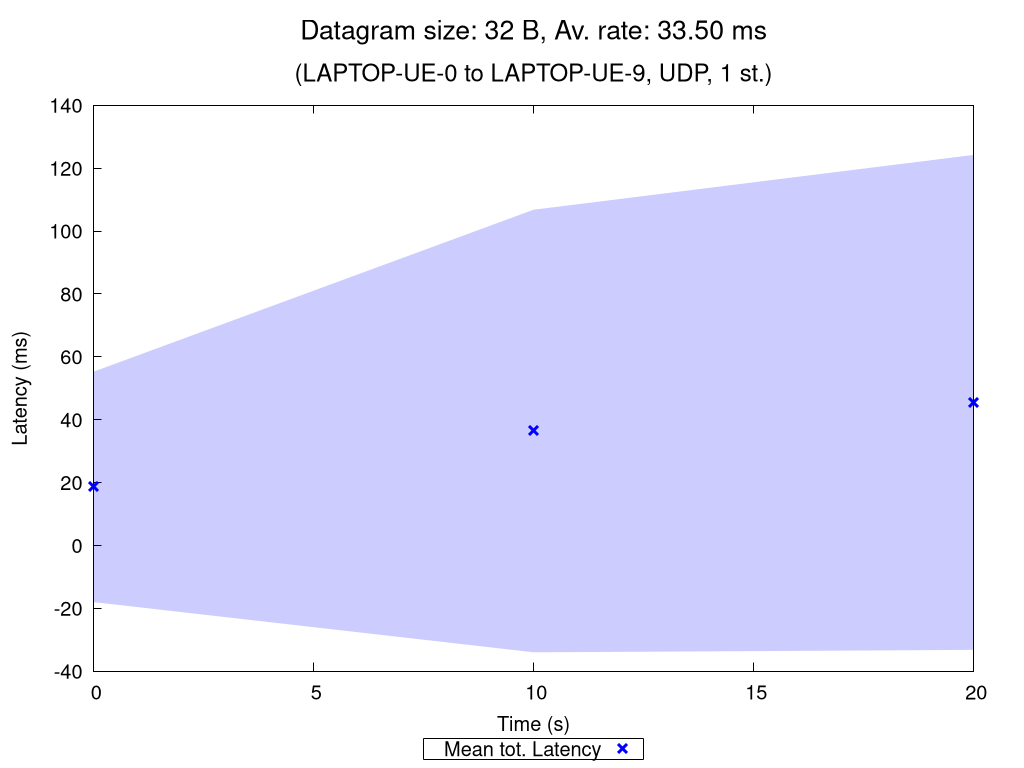 Datagram size: 32 B, Av. rate: 33.50 ms
(LAPTOP-UE-0 to LAPTOP-UE-9, UDP, 1 st.)
140
120
100
80
60
40
20
0
-20
-40
Latency (ms)
0 5 10 15 20
Time (s)
Mean tot. Latency